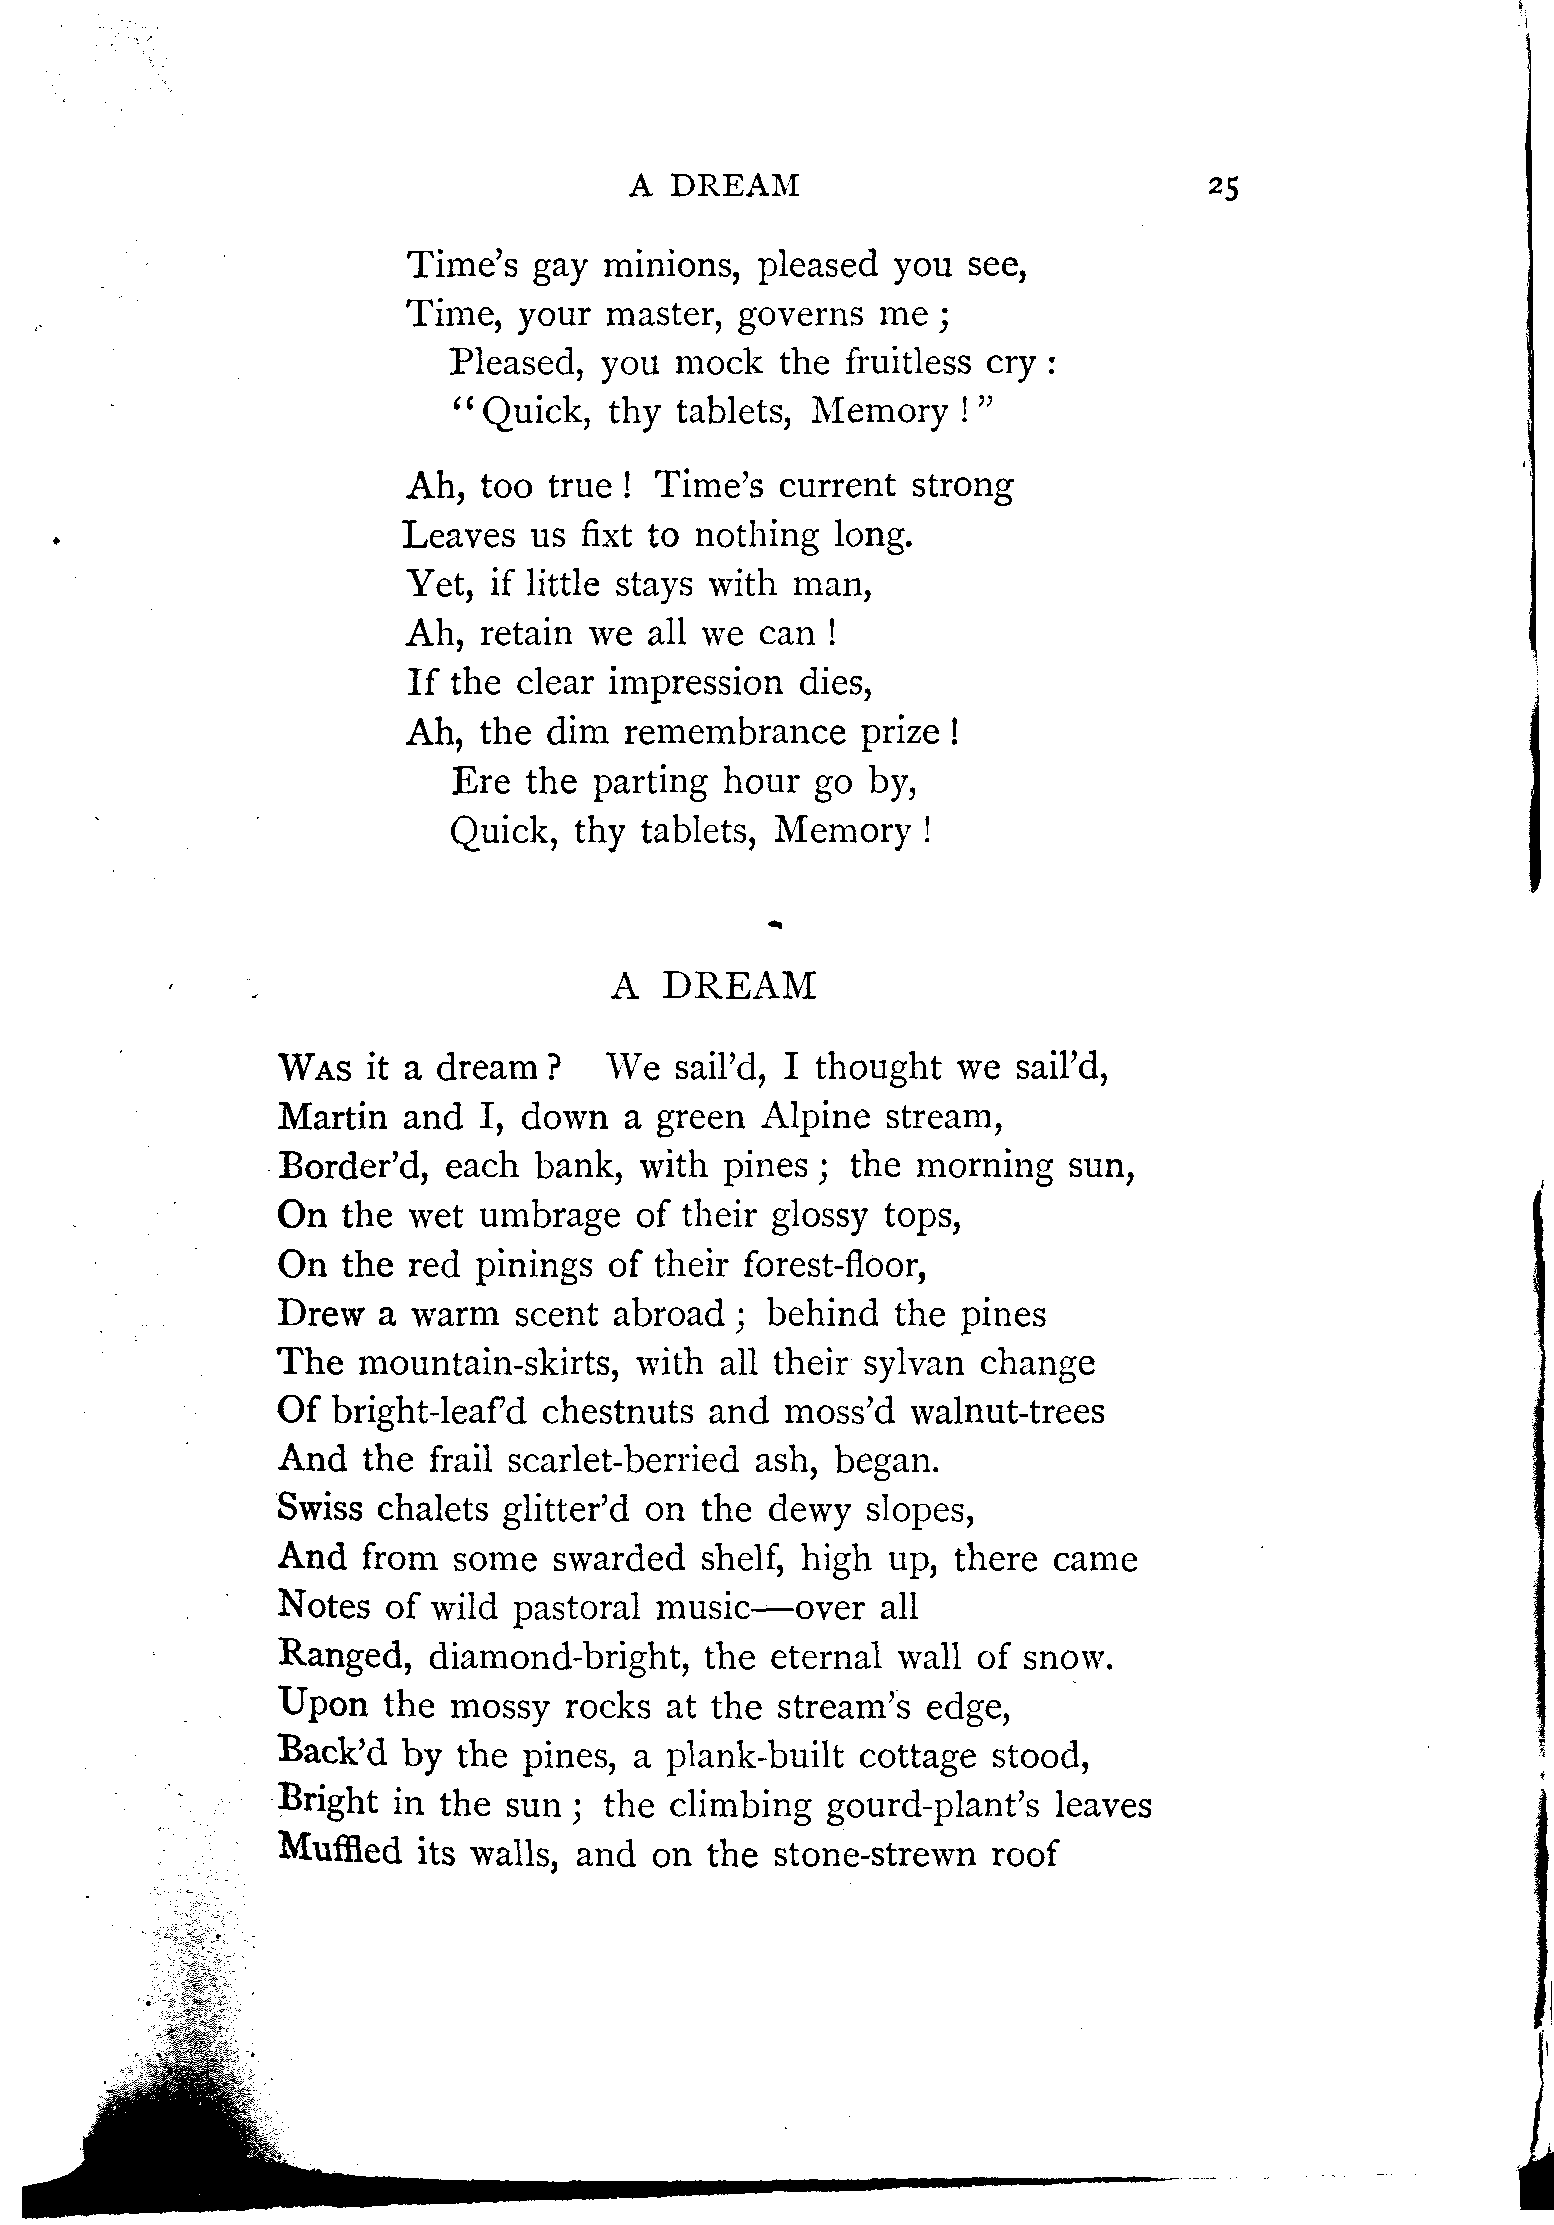 A DREAM 25
Time's gay minions, pleased you see,
Time, your master, governs me ;
Pleased, you mock the fruitless cry :
“Quick, thy tablets, Memory !”
Ah, too true ! Time's current strong
Leaves us fixt to nothing long.
Yet, if little stays with man,
Ah, retain we all we can !
If the clear impression dies,
Ah, the dim remembrance prize !
Ere the parting hour go by,
Quick, thy tablets, Memory !
A DREAM
WAS it a dream ? We sail'd, I thought we sail'd,
Martin and I, down a green Alpine stream,
Border'd, each bank, with pines ; the morning sun,
On the wet umbrage of their glossy tops,
On the red pinings of their forest-floor,
Drew a warm scent abroad ; behind the pines
The mountain-skirts, with all their sylvan change
Of bright-leaf'd chestnuts and moss'd walnut-trees
And the frail scarlet-berried ash, began.
Swiss chalets glitter'd on the dewy slopes,
And from some swarded shelf, high up, there came
Notes of wild pastoral music—over all
Ranged, diamond-bright, the eternal wall of snow.
Upon the mossy rocks at the stream's edge,
Back'd by the pines, a plank-built cottage stood,
Bright in the sun ; the climbing gourd-plant's leaves
Muffled its walls, and on the stone-strewn roof